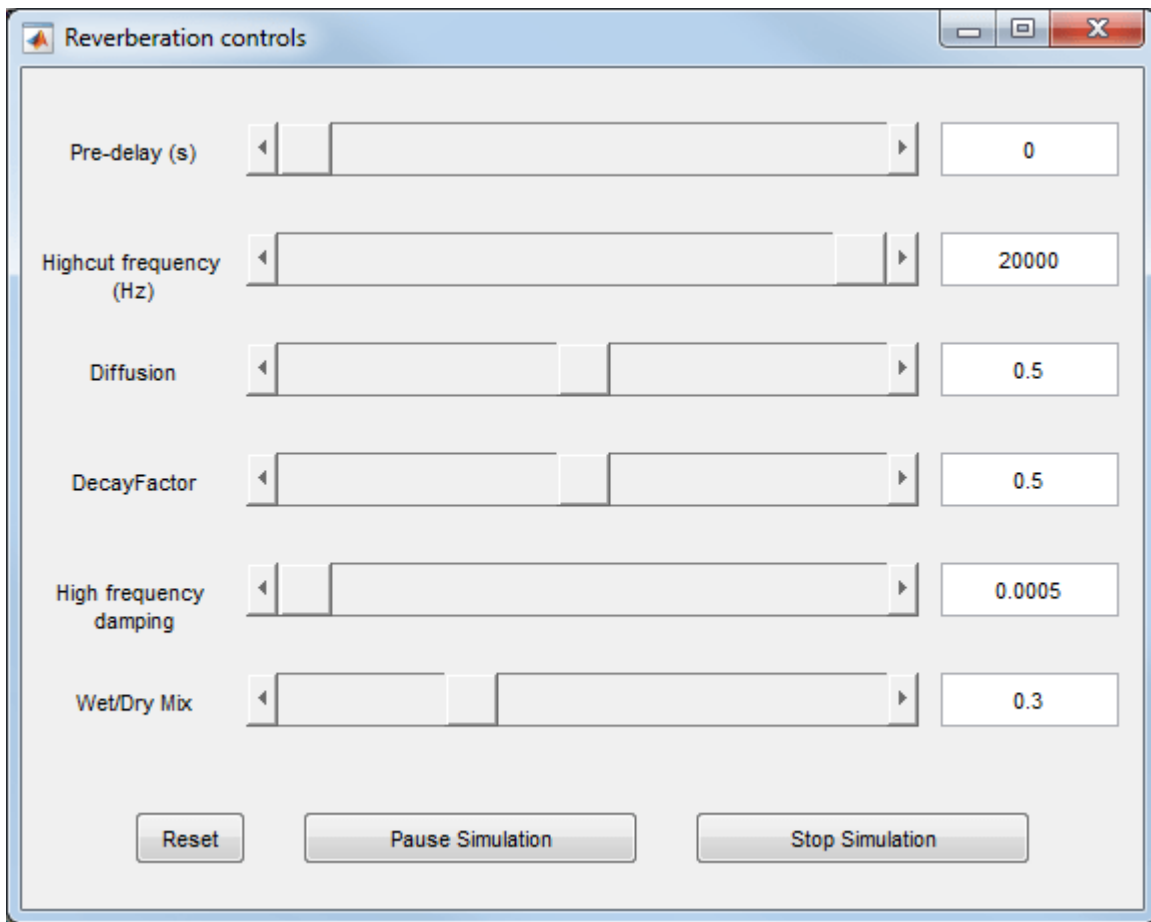 Reverberation controls
Pre-delay (s)
0
Highcut frequency
(Hz)
20000
Diffusion
0.5
DecayFactor
0.5
High frequency
damping
0.0005
Wet/Dry Mix
0.3
Reset
Pause Simulation
Stop Simulation